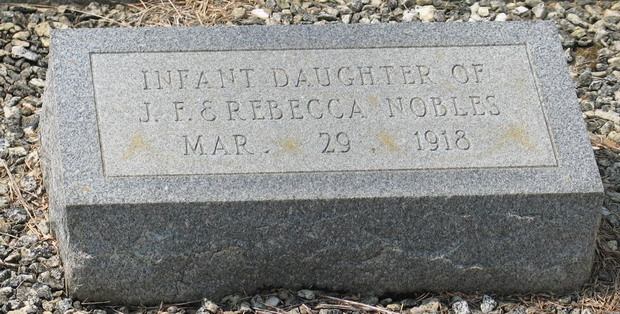 INFANT DAUGHTER OF
J. F. & REBECCA NOBLES
MAR. 29. 1918